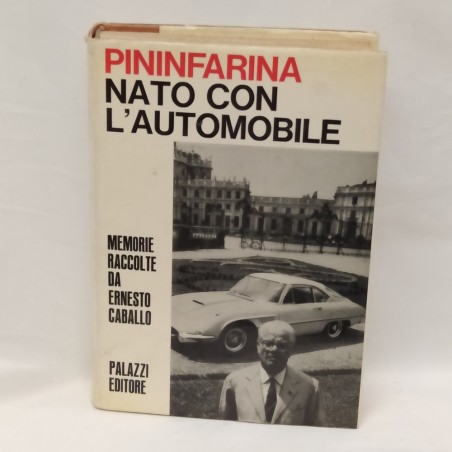 PININFARINA
NATO CON
L'AUTOMOBILE
MEMORIE
RACCOLTE
DA
ERNESTO
CABALLO
PALAZZI
EDITORE